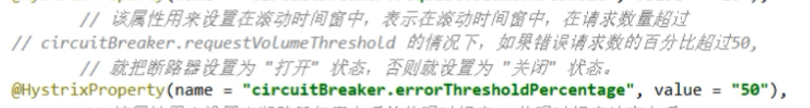 // 该属性用来设置在滚动时间窗中，表示在滚动时间窗中，在请求数量超过
// circuitBreaker.requestVolumeThreshold 的情况下，如果错误请求数的百分比超过50,
// 就把断路器设置为 "打开" 状态，否则就设置为 "关闭" 状态。
@HystrixProperty(name = "circuitBreaker.errorThresholdPercentage", value = "50"),